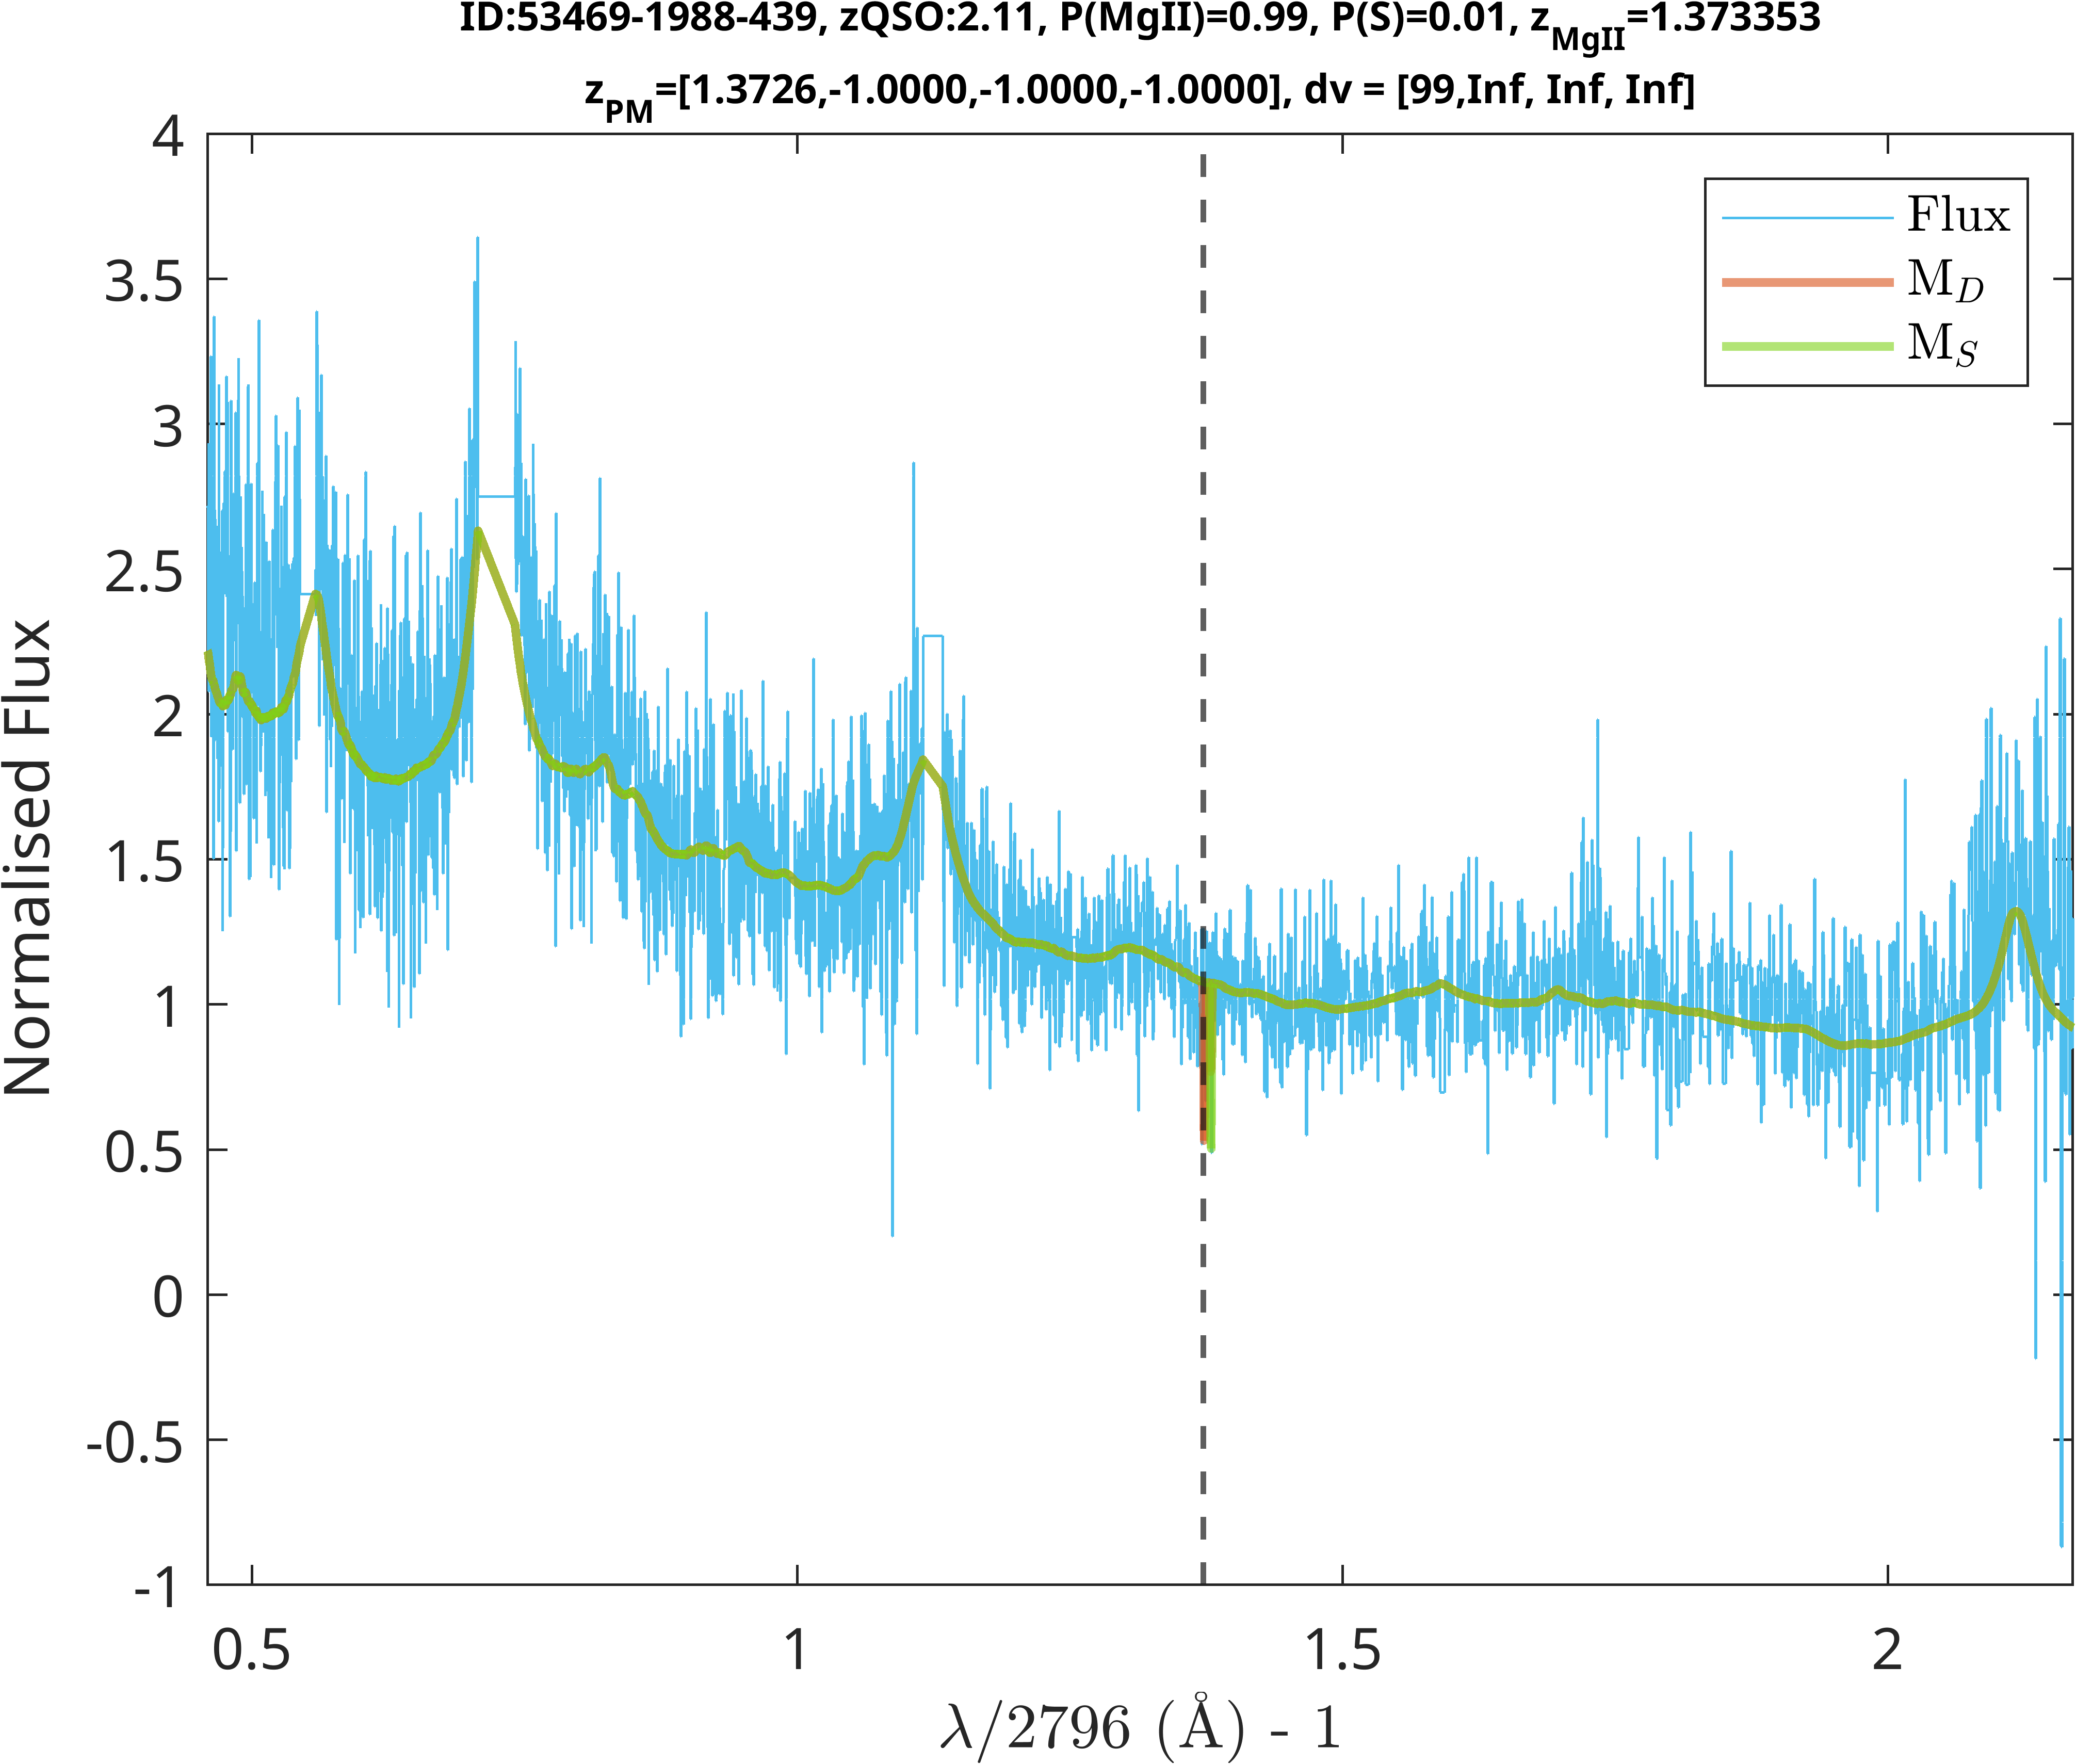 ID:53469-1988-439, zQSO:2.11, P(MgII)=0.99, P(S)=0.01, zMgII=1.373353
zPM=[1.3726,-1.0000,-1.0000,-1.0000], dv = [99,Inf, Inf, Inf]
Normalised Flux
4
3.5
3
2.5
2
1.5
1
0.5
0
-0.5
-1
Flux
MD
MS
0.5 1 1.5 2
λ/2796 (Å) - 1